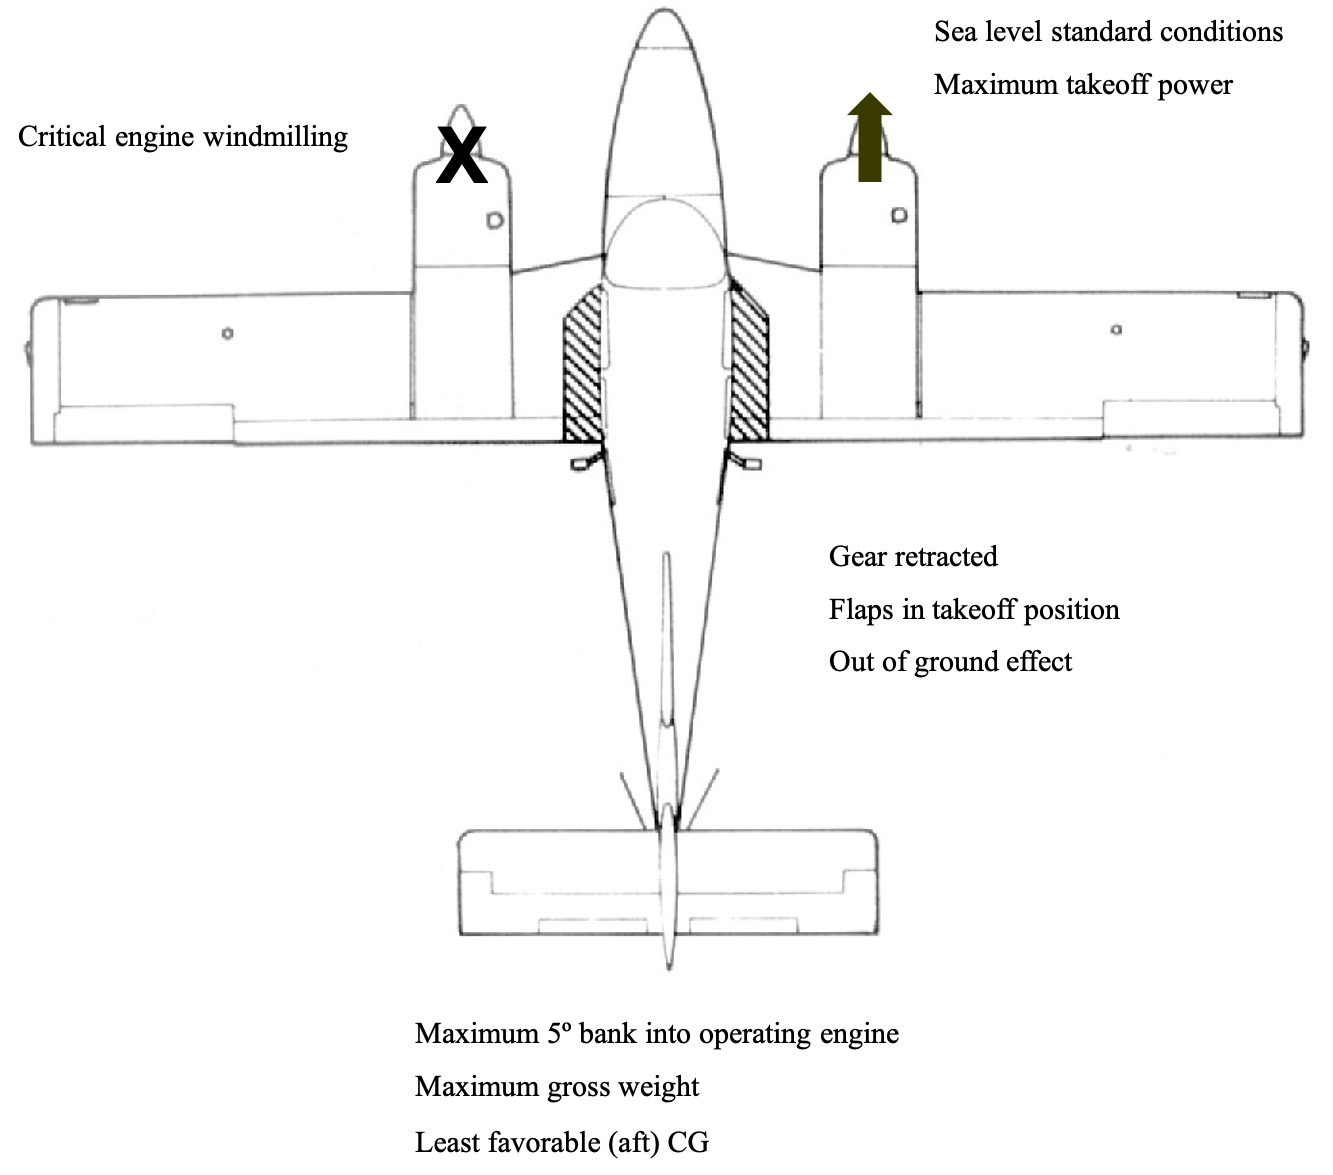 Sea level standard conditions
Maximum takeoff power
Critical engine windmilling
X
Gear retracted
Flaps in takeoff position
Out of ground effect
Maximum 5º bank into operating engine
Maximum gross weight
Least favorable (aft) CG